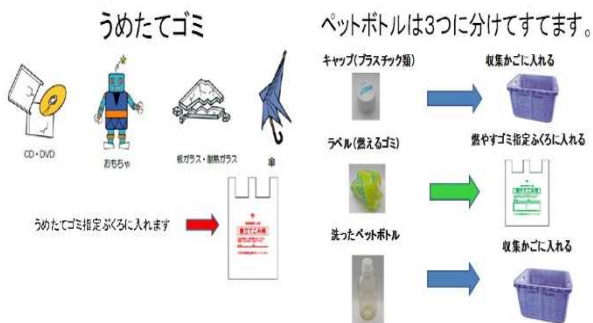 うめたてゴミ
CD・DVD
おもちゃ
板ガラス・耐熱ガラス
傘
うめたてゴミ指定ぶくろに入れます
ペットボトルは3つに分けてすてます。
キャップ(プラスチック類)
収集かごに入れる
ラベル(燃えるゴミ)
燃やすゴミ指定ふくろに入れる
洗ったペットボトル
収集かごに入れる